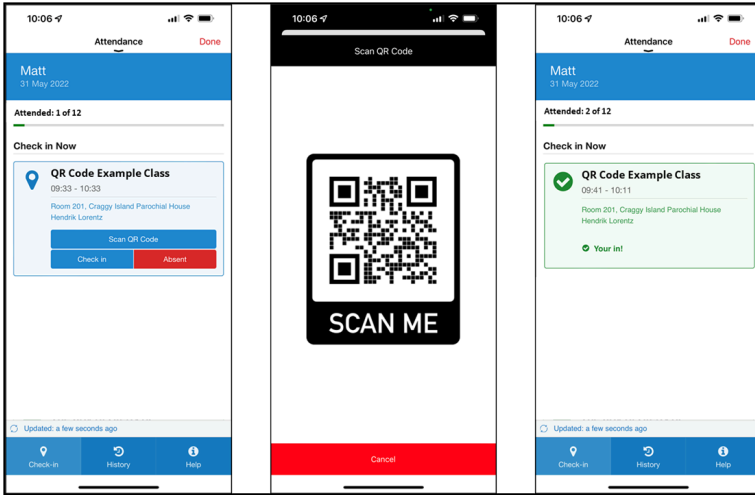 10:06
Attendance
Done
Matt
31 May 2022
Attended: 1 of 12
Check in Now
QR Code Example Class
09:33 - 10:33
Room 201, Craggy Island Parochial House
Hendrik Lorentz
Scan QR Code
Check in
Absent
Updated: a few seconds ago
Check-in
History
Help
10:06
Scan QR Code
SCAN ME
Cancel
10:06
Attendance
Done
Matt
31 May 2022
Attended: 2 of 12
Check in Now
QR Code Example Class
09:41 - 10:11
Room 201, Craggy Island Parochial House
Hendrik Lorentz
Your in!
Updated: a few seconds ago
Check-in
History
Help